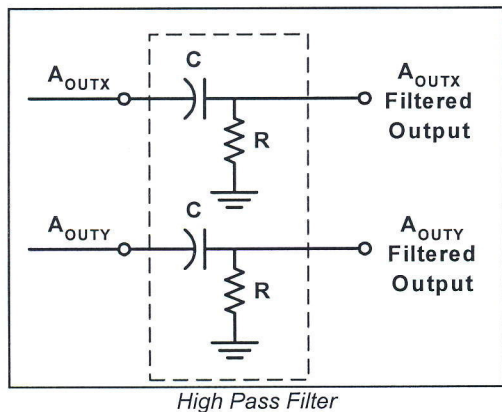 C
AOUTX
AOUTX
Filtered
Output
R
C
AOUTY
AOUTY
Filtered
Output
R
High Pass Filter